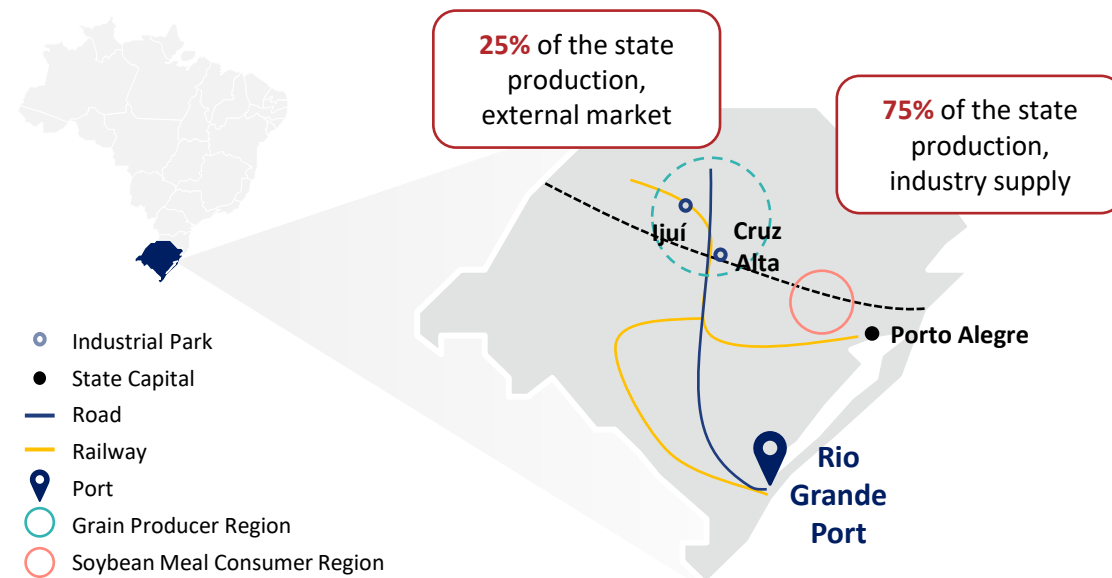 25% of the state
production,
external market
75% of the state
production,
industry supply
Ijuí
Cruz
Alta
Porto Alegre
Rio
Grande
Port
Industrial Park
State Capital
Road
Railway
Port
Grain Producer Region
Soybean Meal Consumer Region